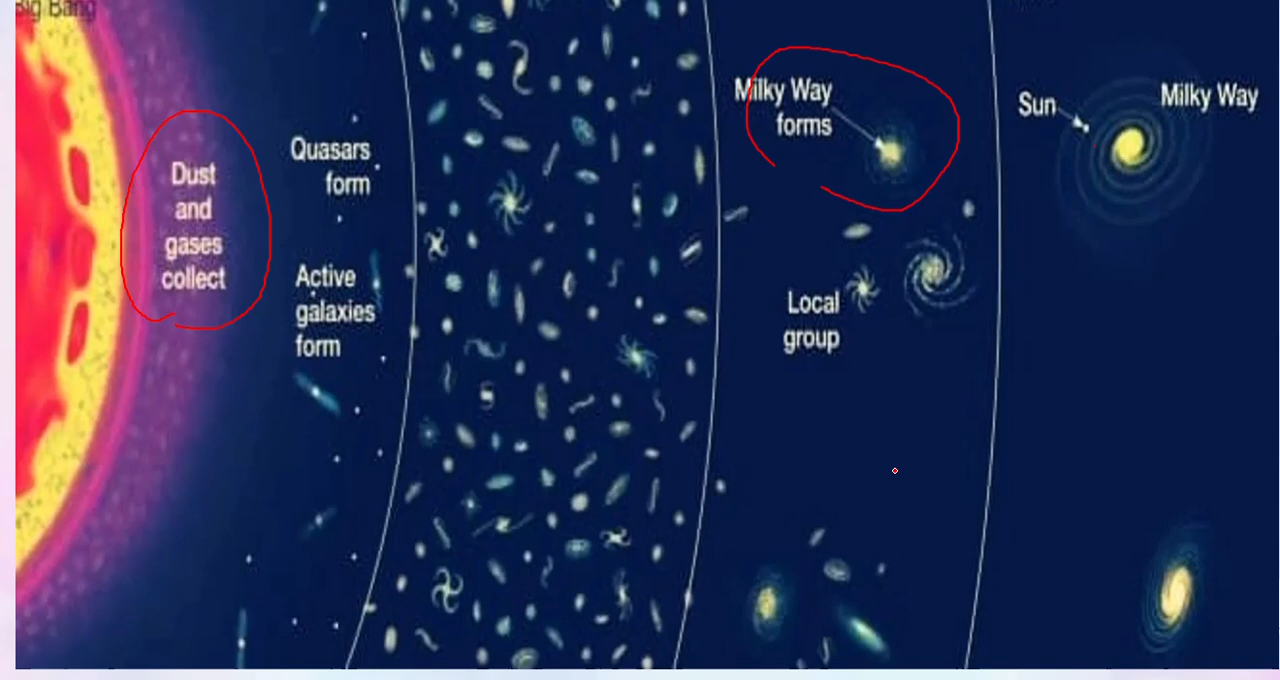 Big Bang
Dust
and
gases
collect
Quasars
form
Active
galaxies
form
Milky Way
forms
Local
group
Sun
Milky Way